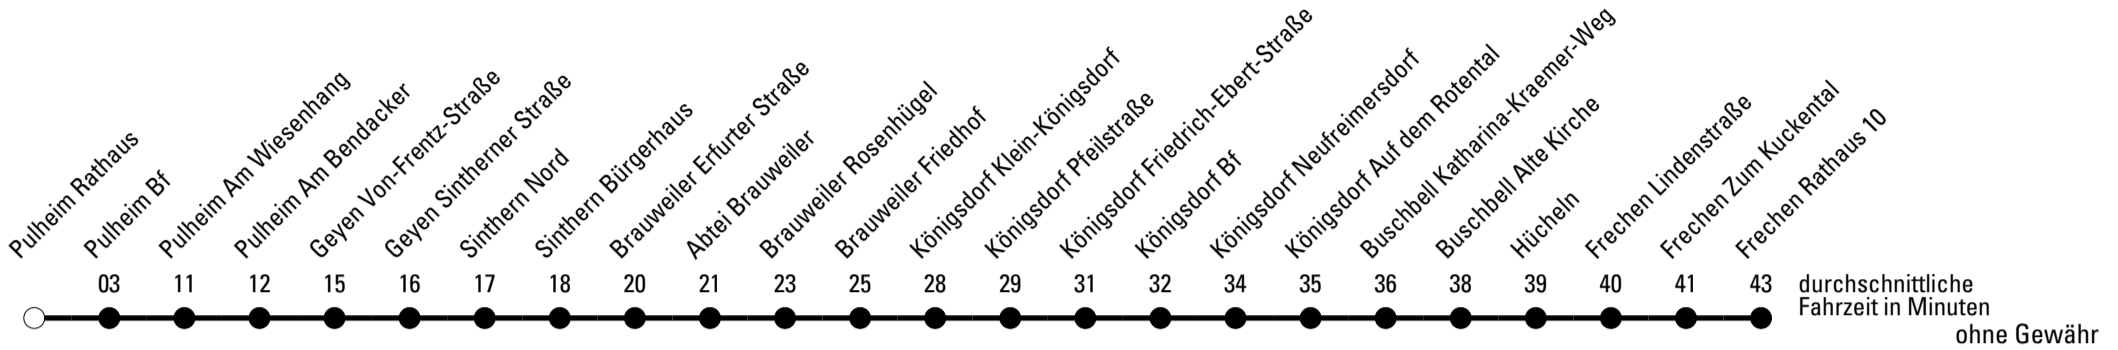 Pulheim Rathaus
Pulheim Bf
Pulheim Am Wiesenhang
Pulheim Am Bendacker
Geyen Von-Frentz-Straße
Geyen Sintherner Straße
Sinthern Nord
Sinthern Bürgerhaus
Brauweiler Erfurter Straße
Abtei Brauweiler
Brauweiler Rosenhügel
Brauweiler Friedhof
Königsdorf Klein-Königsdorf
Königsdorf Pfeilstraße
Königsdorf Friedrich-Ebert-Straße
Königsdorf Bf
Königsdorf Neufreimersdorf
Königsdorf Auf dem Rotental
Buschbell Katharina-Kraemer-Weg
Buschbell Alte Kirche
Hücheln
Frechen Lindenstraße
Frechen Zum Kuckental
Frechen Rathaus 10
03 11 12 15 16 17 18 20 21 23 25 28 29 31 32 34 35 36 38 39 40 41 43 durchschnittliche
Fahrzeit in Minuten
ohne Gewähr